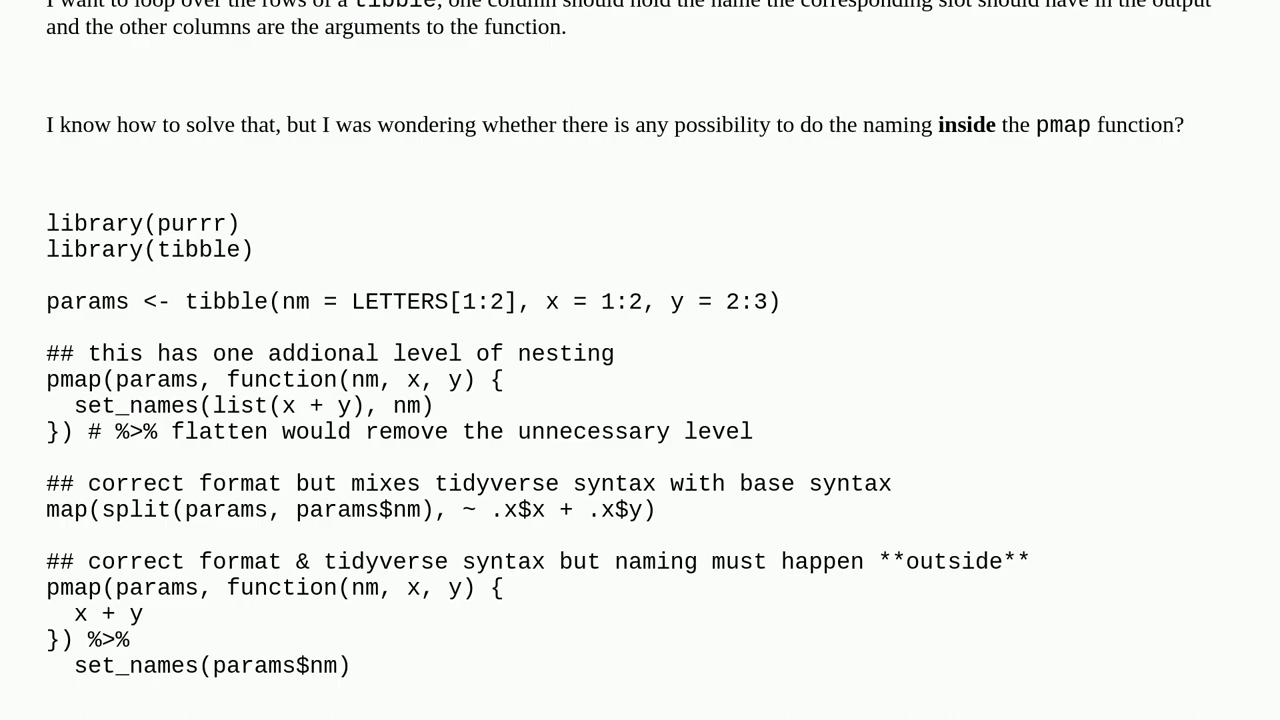 I want to loop over the rows of a tibble, one column should hold the name the corresponding slot should have in the output
and the other columns are the arguments to the function.
I know how to solve that, but I was wondering whether there is any possibility to do the naming inside the pmap function?
library(purrr)
library(tibble)
params <- tibble(nm = LETTERS[1:2], x = 1:2, y = 2:3)
## this has one addional level of nesting
pmap(params, function(nm, x, y) {
  set_names(list(x + y), nm)
}) # %>% flatten would remove the unnecessary level
## correct format but mixes tidyverse syntax with base syntax
map(split(params, params$nm), ~ .x$x + .x$y)
## correct format & tidyverse syntax but naming must happen **outside**
pmap(params, function(nm, x, y) {
  x + y
}) %>%
  set_names(params$nm)